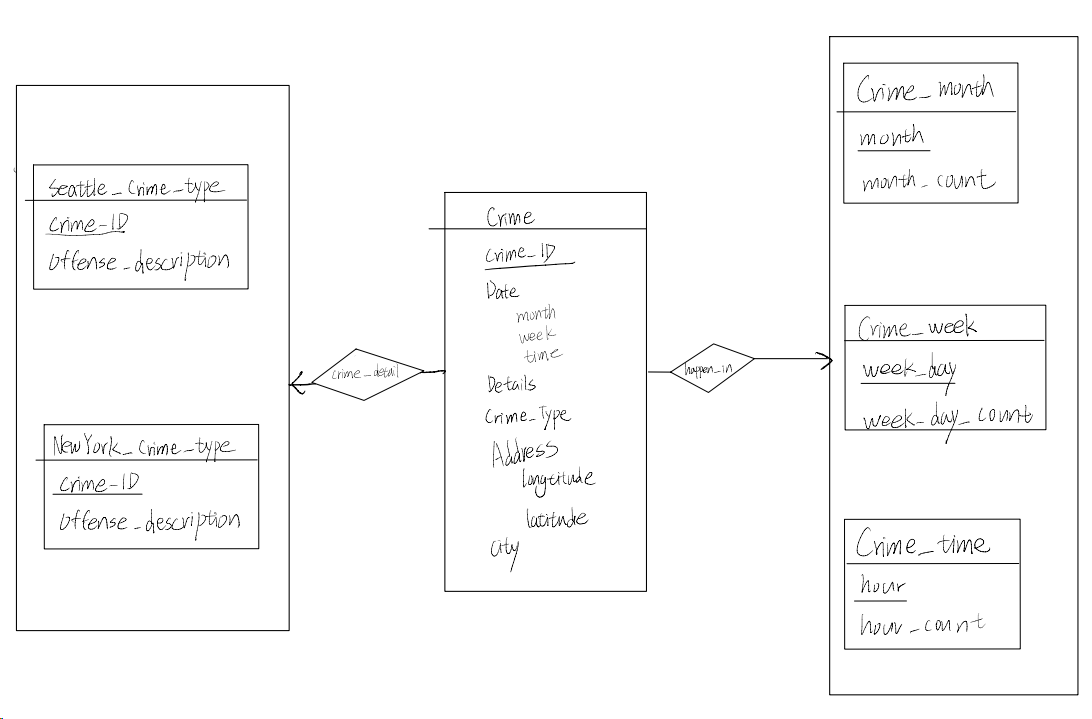 Seattle_Crime_type
Crime_ID
Offense_description
NewYork_Crime_type
Crime_ID
Offense_description
crime_detail
Crime
Crime_ID
Date
month
week
time
Details
Crime_Type
Address
longtitude
latitude
City
happen_in
Crime_month
month
month_count
Crime_week
week_day
week_day_count
Crime_time
hour
hour_count